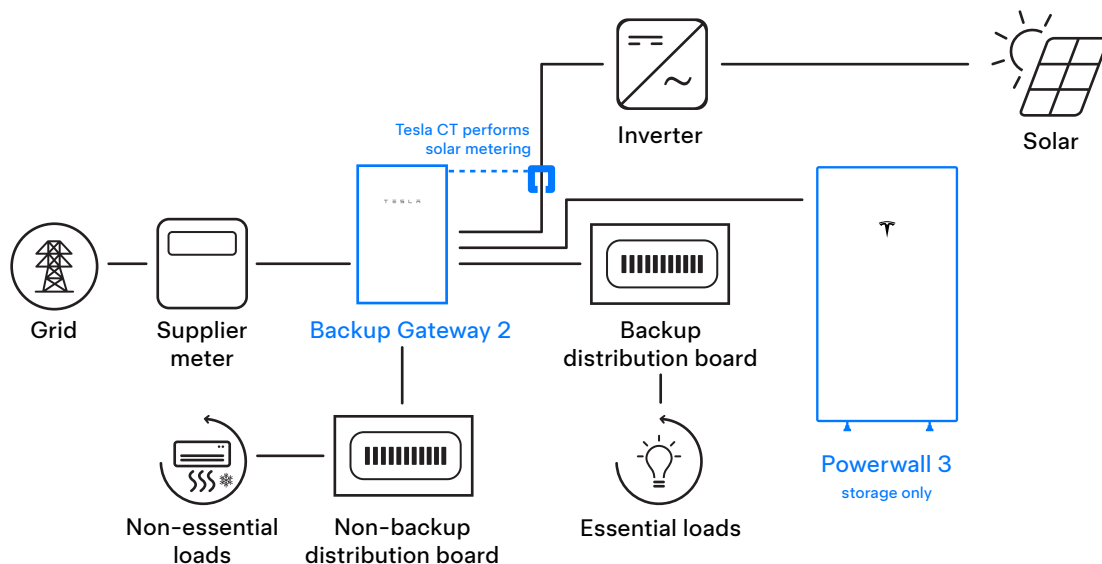 Inverter
Solar
Tesla CT performs
solar metering
TESLA
Grid
Supplier
meter
Backup Gateway 2
Backup
distribution board
Powerwall 3
storage only
Non-essential
loads
Non-backup
distribution board
Essential loads